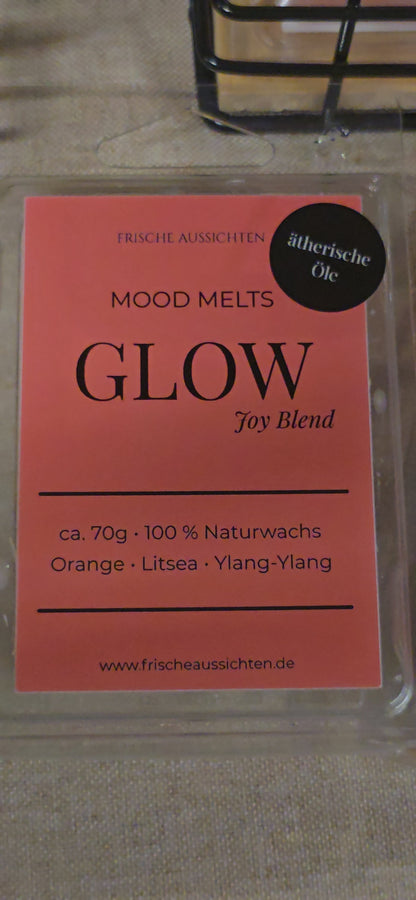 FRISCHE AUSSICHTEN
ätherische
Öle
MOOD MELTS
GLOW
Joy Blend
ca. 70g · 100 % Naturwachs
Orange · Litsea · Ylang-Ylang
www.frischeaussichten.de